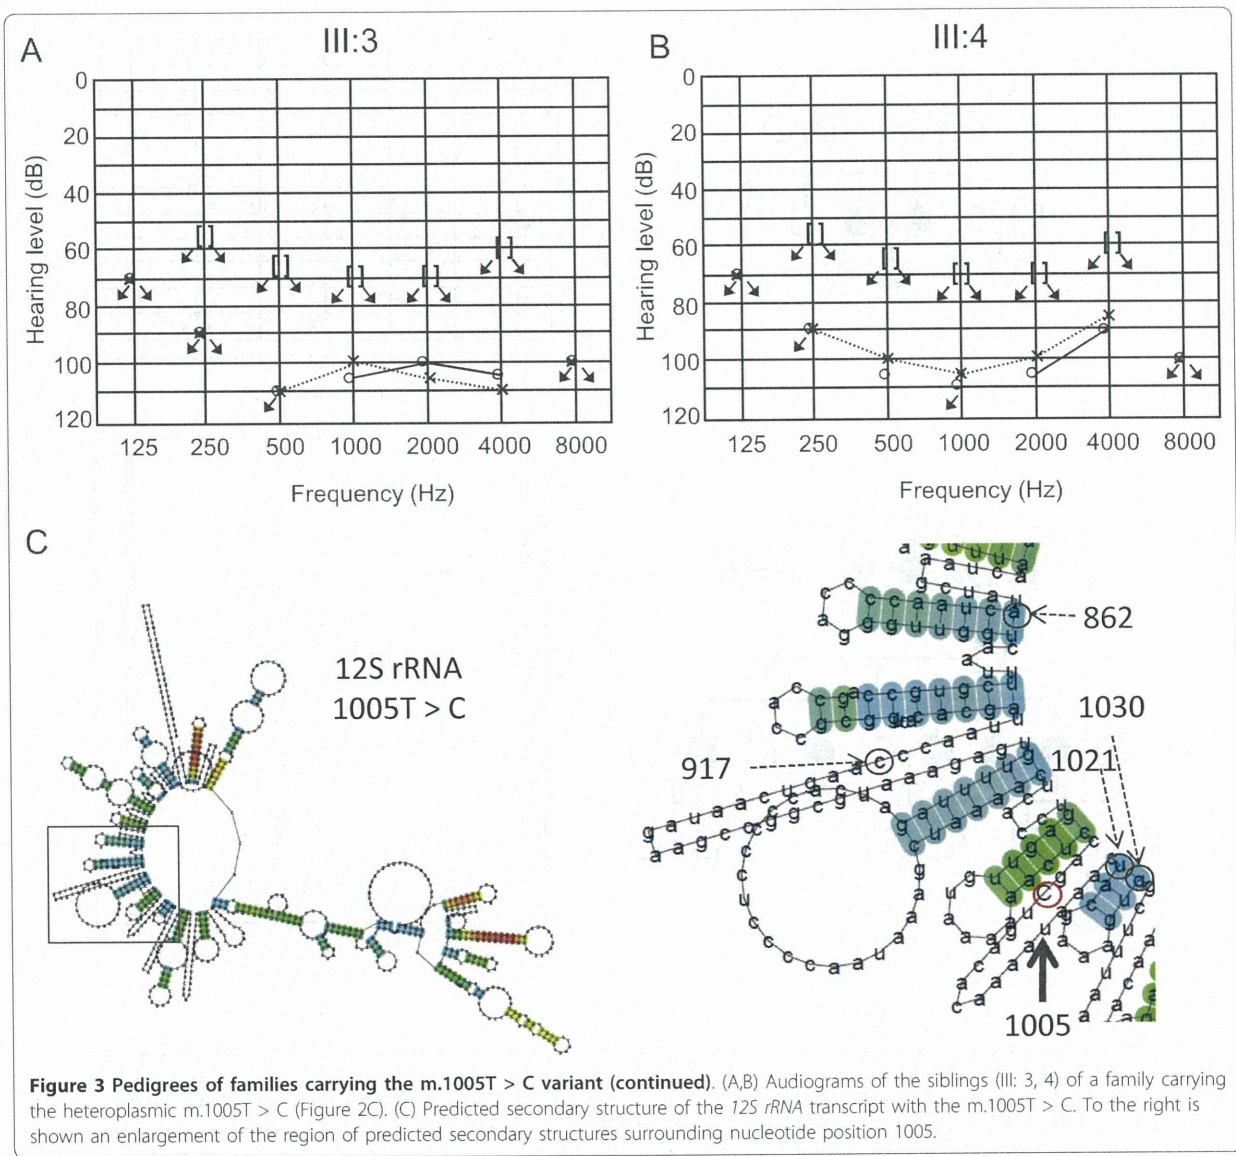 A
III:3
0
20
40
60
80
100
120
Hearing level (dB)
[ ] [ ] [ ] [ ] [ ]
125 250 500 1000 2000 4000 8000
Frequency (Hz)
B
III:4
0
20
40
60
80
100
120
Hearing level (dB)
[ ] [ ] [ ] [ ] [ ]
125 250 500 1000 2000 4000 8000
Frequency (Hz)
C
12S rRNA
1005T > C
862
1030
1021
917
1005
Figure 3 Pedigrees of families carrying the m.1005T > C variant (continued). (A,B) Audiograms of the siblings (III: 3, 4) of a family carrying
the heteroplasmic m.1005T > C (Figure 2C). (C) Predicted secondary structure of the 12S rRNA transcript with the m.1005T > C. To the right is
shown an enlargement of the region of predicted secondary structures surrounding nucleotide position 1005.